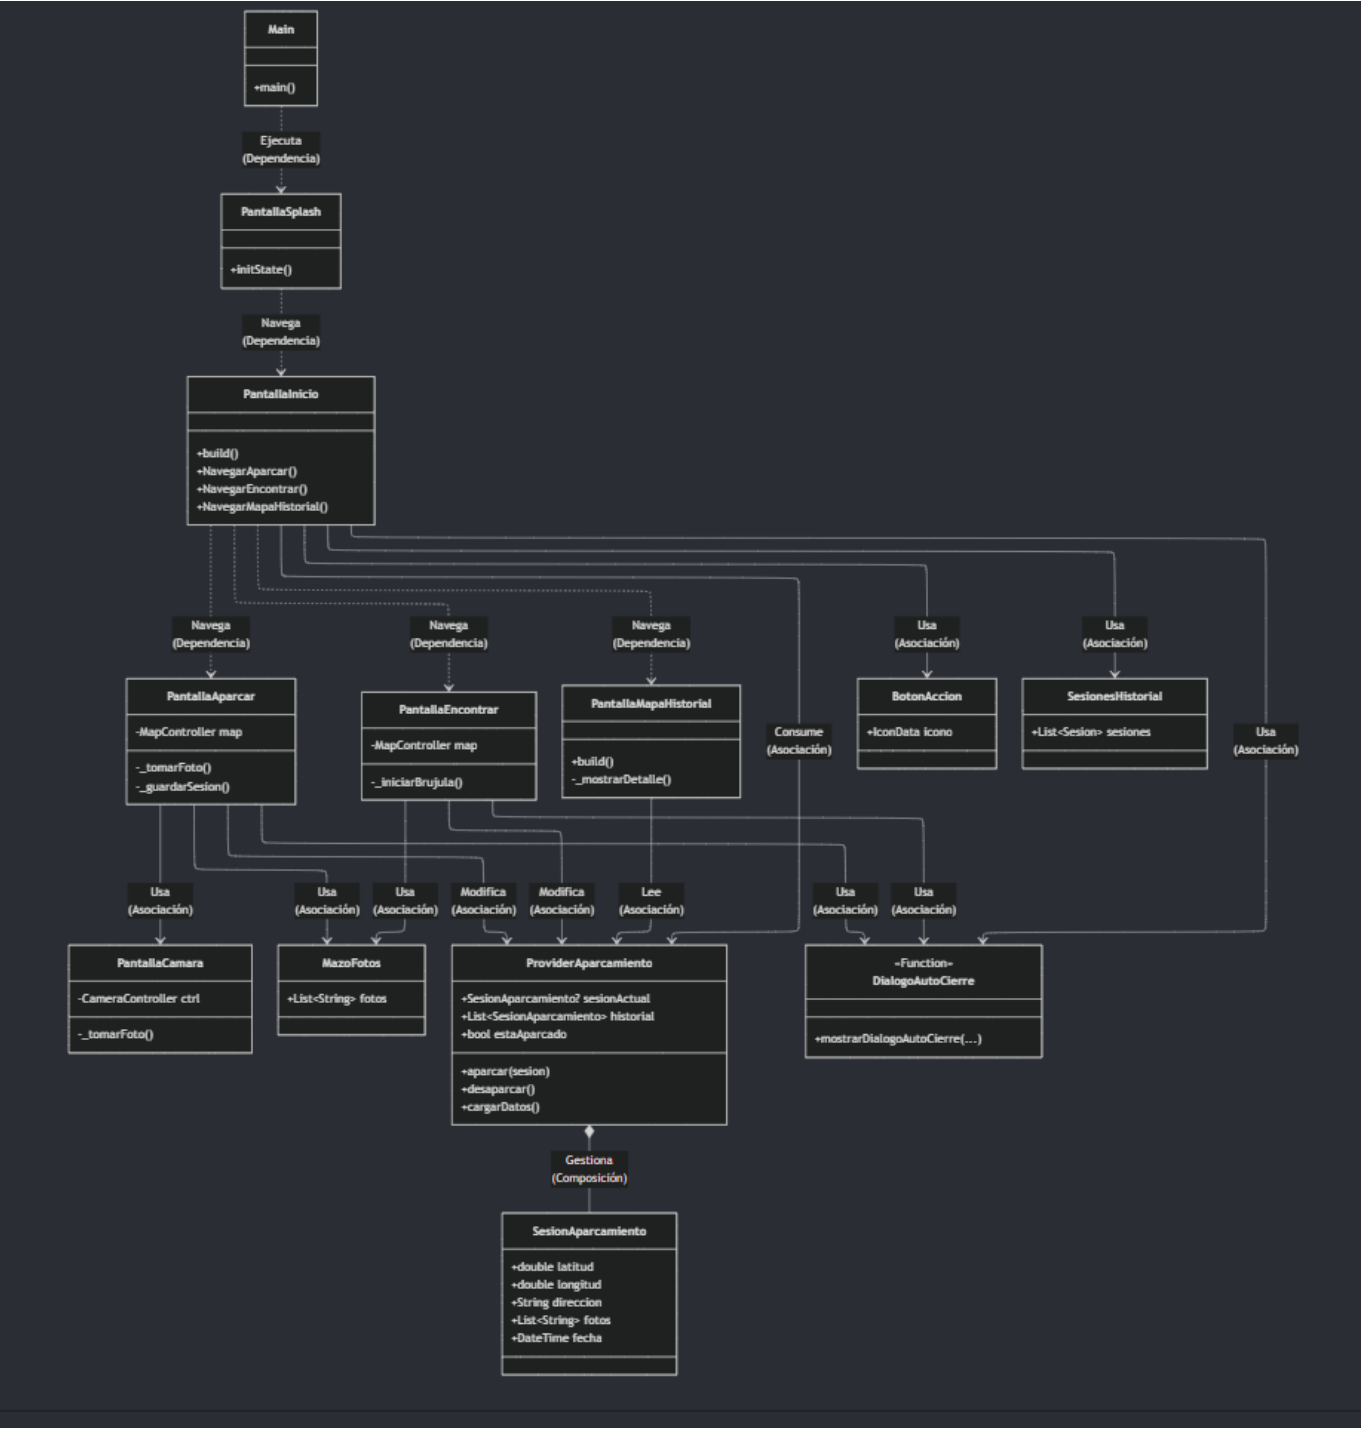 Main
+main()
Ejecuta
(Dependencia)
PantallaSplash
+initState()
Navega
(Dependencia)
PantallaInicio
+build()
+NavegarAparcar()
+NavegarEncontrar()
+NavegarMapaHistorial()
Navega
(Dependencia)
Navega
(Dependencia)
Navega
(Dependencia)
Usa
(Asociación)
Usa
(Asociación)
PantallaAparcar
-MapController map
-_tomarFoto()
-_guardarSesion()
PantallaEncontrar
-MapController map
-_iniciarBrujula()
PantallaMapaHistorial
+build()
-_mostrarDetalle()
Consume
(Asociación)
BotonAccion
+IconData icono
SesionesHistorial
+List<Sesion> sesiones
Usa
(Asociación)
Usa
(Asociación)
Usa
(Asociación)
Usa
(Asociación)
Modifica
(Asociación)
Modifica
(Asociación)
Lee
(Asociación)
Usa
(Asociación)
Usa
(Asociación)
PantallaCamara
-CameraController ctrl
-_tomarFoto()
MazoFotos
+List<String> fotos
ProviderAparcamiento
+SesionAparcamiento? sesionActual
+List<SesionAparcamiento> historial
+bool estaAparcado
+aparcar(sesion)
+desaparcar()
+cargarDatos()
«Function»
DialogoAutoCierre
+mostrarDialogoAutoCierre(...)
Gestiona
(Composición)
SesionAparcamiento
+double latitud
+double longitud
+String direccion
+List<String> fotos
+DateTime fecha